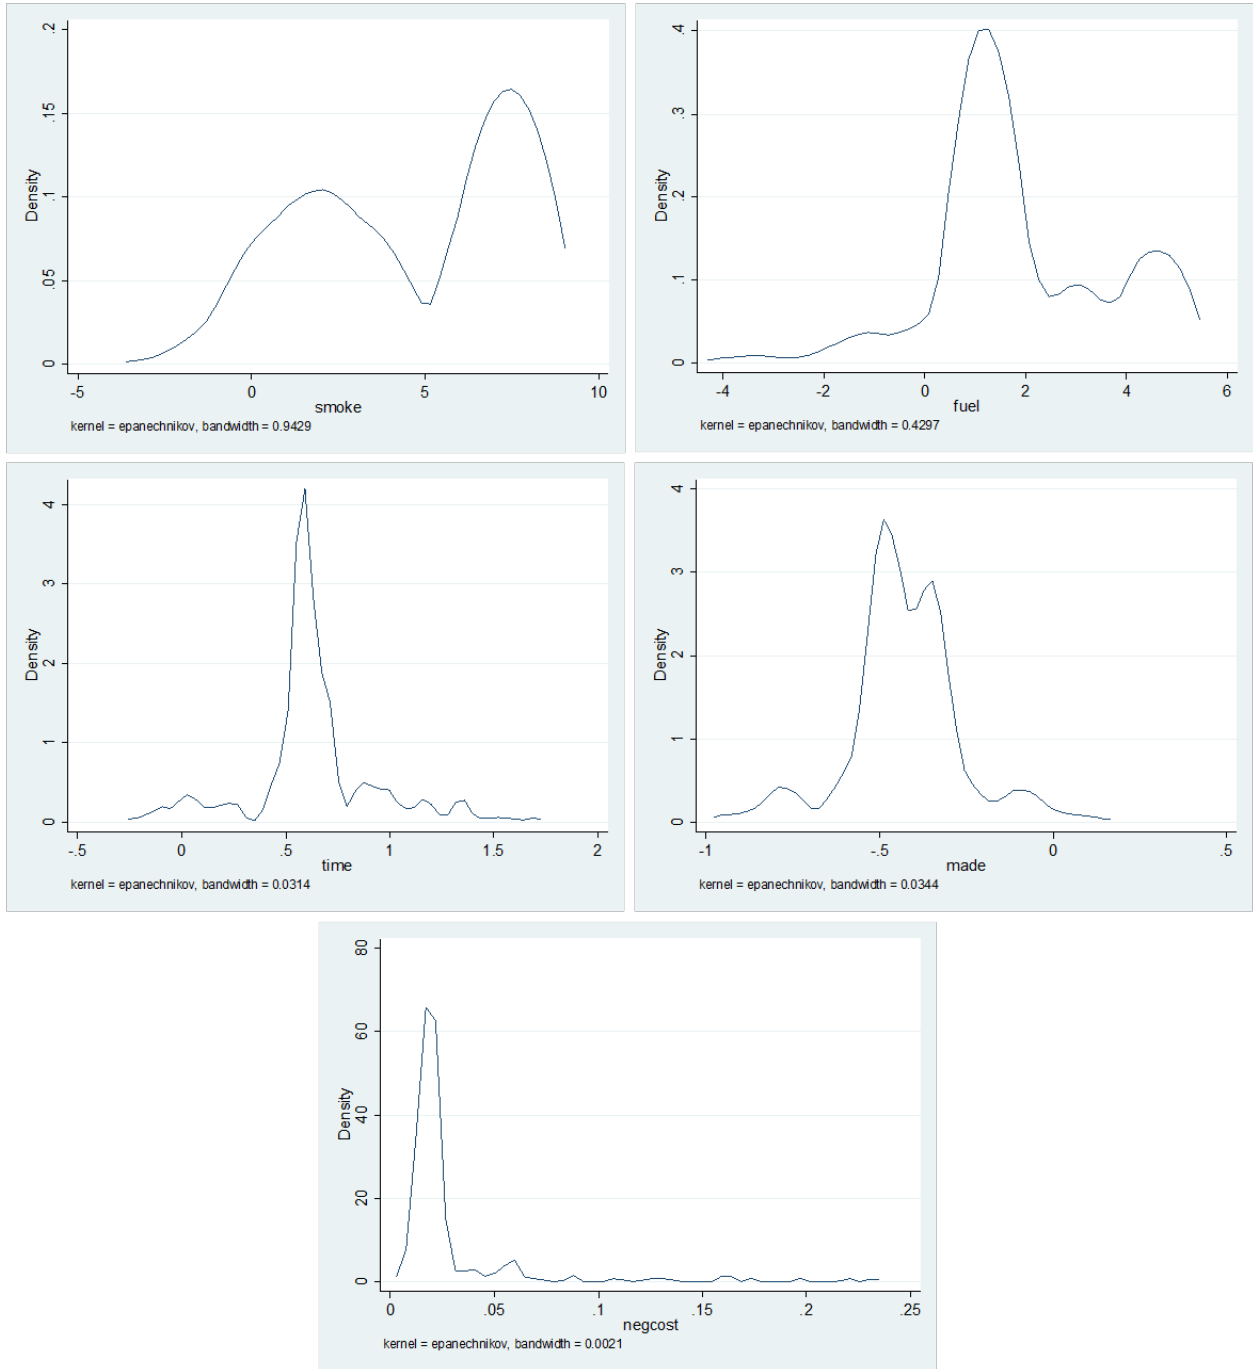 Density
.2
.15
.1
.05
0
-5 0 5 10
smoke
kernel = epanechnikov, bandwidth = 0.9429
Density
.4
.3
.2
.1
0
-4 -2 0 2 4 6
fuel
kernel = epanechnikov, bandwidth = 0.4297
Density
4
3
2
1
0
-.5 0 .5 1 1.5 2
time
kernel = epanechnikov, bandwidth = 0.0314
Density
4
3
2
1
0
-1 -.5 0 .5
made
kernel = epanechnikov, bandwidth = 0.0344
Density
80
60
40
20
0
0 .05 .1 .15 .2 .25
negcost
kernel = epanechnikov, bandwidth = 0.0021